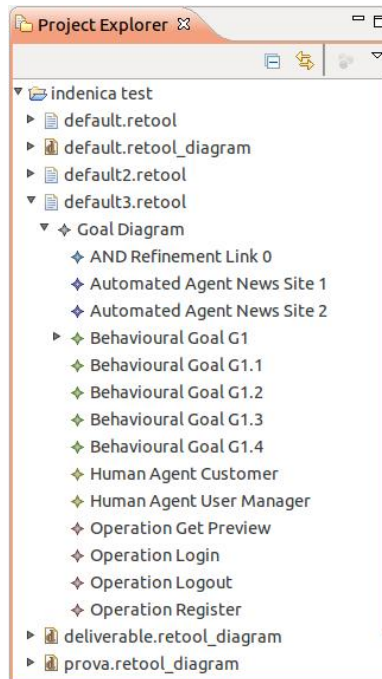 Project Explorer
indenica test
default.retool
default.retool_diagram
default2.retool
default3.retool
Goal Diagram
AND Refinement Link 0
Automated Agent News Site 1
Automated Agent News Site 2
Behavioural Goal G1
Behavioural Goal G1.1
Behavioural Goal G1.2
Behavioural Goal G1.3
Behavioural Goal G1.4
Human Agent Customer
Human Agent User Manager
Operation Get Preview
Operation Login
Operation Logout
Operation Register
deliverable.retool_diagram
prova.retool_diagram